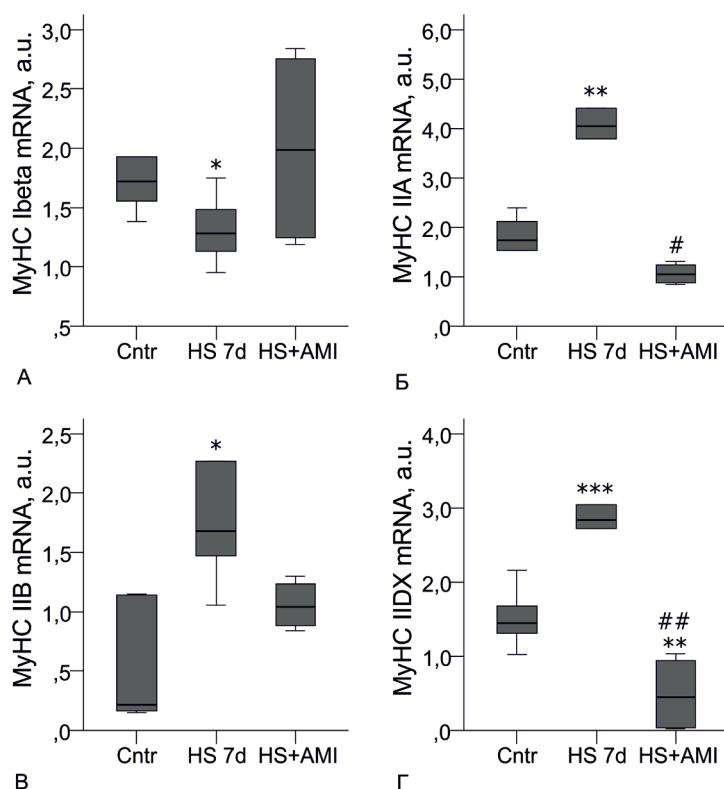 MyHC Ibeta mRNA, a.u.
3,0
2,5
2,0
1,5
1,0
,5
*
Cntr HS 7d HS+AMI
А
MyHC IIA mRNA, a.u.
6,0
5,0
4,0
3,0
2,0
1,0
,0
**
#
Cntr HS 7d HS+AMI
Б
MyHC IIB mRNA, a.u.
2,5
2,0
1,5
1,0
,5
,0
*
Cntr HS 7d HS+AMI
В
MyHC IIDX mRNA, a.u.
4,0
3,0
2,0
1,0
,0
***
##
**
Cntr HS 7d HS+AMI
Г